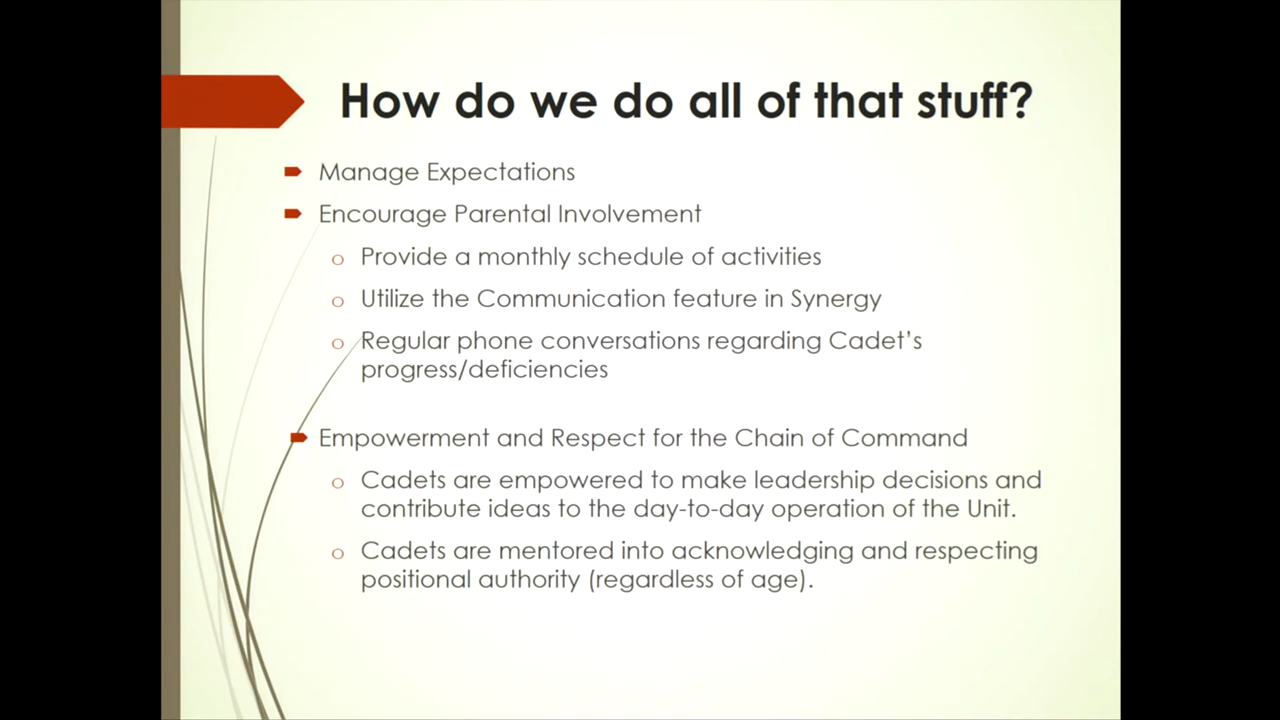 How do we do all of that stuff?
Manage Expectations
Encourage Parental Involvement
o Provide a monthly schedule of activities
o Utilize the Communication feature in Synergy
o Regular phone conversations regarding Cadet's
progress/deficiencies
Empowerment and Respect for the Chain of Command
o Cadets are empowered to make leadership decisions and
contribute ideas to the day-to-day operation of the Unit.
o Cadets are mentored into acknowledging and respecting
positional authority (regardless of age).